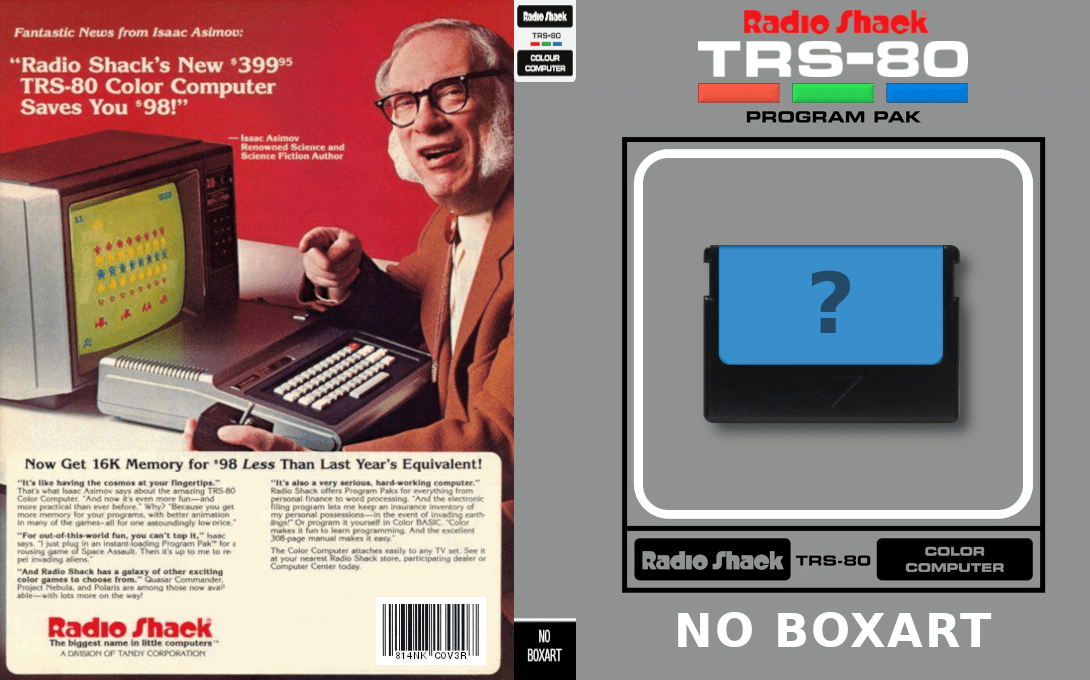 Fantastic News from Isaac Asimov:
“Radio Shack's New $399⁹⁵
TRS-80 Color Computer
Saves You $98!”
— Isaac Asimov
Renowned Science and
Science Fiction Author
Now Get 16K Memory for $98 Less Than Last Year's Equivalent!
“It's like having the cosmos at your fingertips.”
That's what Isaac Asimov says about the amazing TRS-80
Color Computer. “And now it's even more fun—and
more practical than ever before.” Why? “Because you get
more memory for your programs, with better animation
in many of the games–all for one astoundingly low price.”
“For out-of-this-world fun, you can't top it,” Isaac
says. “I just plug in an instant-loading Program Pak™ for a
rousing game of Space Assault. Then it's up to me to re-
pel invading aliens.”
“And Radio Shack has a galaxy of other exciting
color games to choose from.” Quasar Commander,
Project Nebula, and Polaris are among those now avail-
able—with lots more on the way!
“It's also a very serious, hard-working computer.”
Radio Shack offers Program Paks for everything from
personal finance to word processing. “And the electronic
filing program lets me keep an insurance inventory of
my personal possessions—in the event of invading earth-
lings!” Or program it yourself in Color BASIC. “Color
makes it fun to learn programming. And the excellent
308-page manual makes it easy.”
The Color Computer attaches easily to any TV set. See it
at your nearest Radio Shack store, participating dealer or
Computer Center today.
Radio Shack
The biggest name in little computers™
A DIVISION OF TANDY CORPORATION
814NK C0V3R
Radio Shack
TRS-80
COLOUR
COMPUTER
NO
BOXART
Radio Shack
TRS-80
PROGRAM PAK
?
Radio Shack TRS-80 COLOR
COMPUTER
NO BOXART